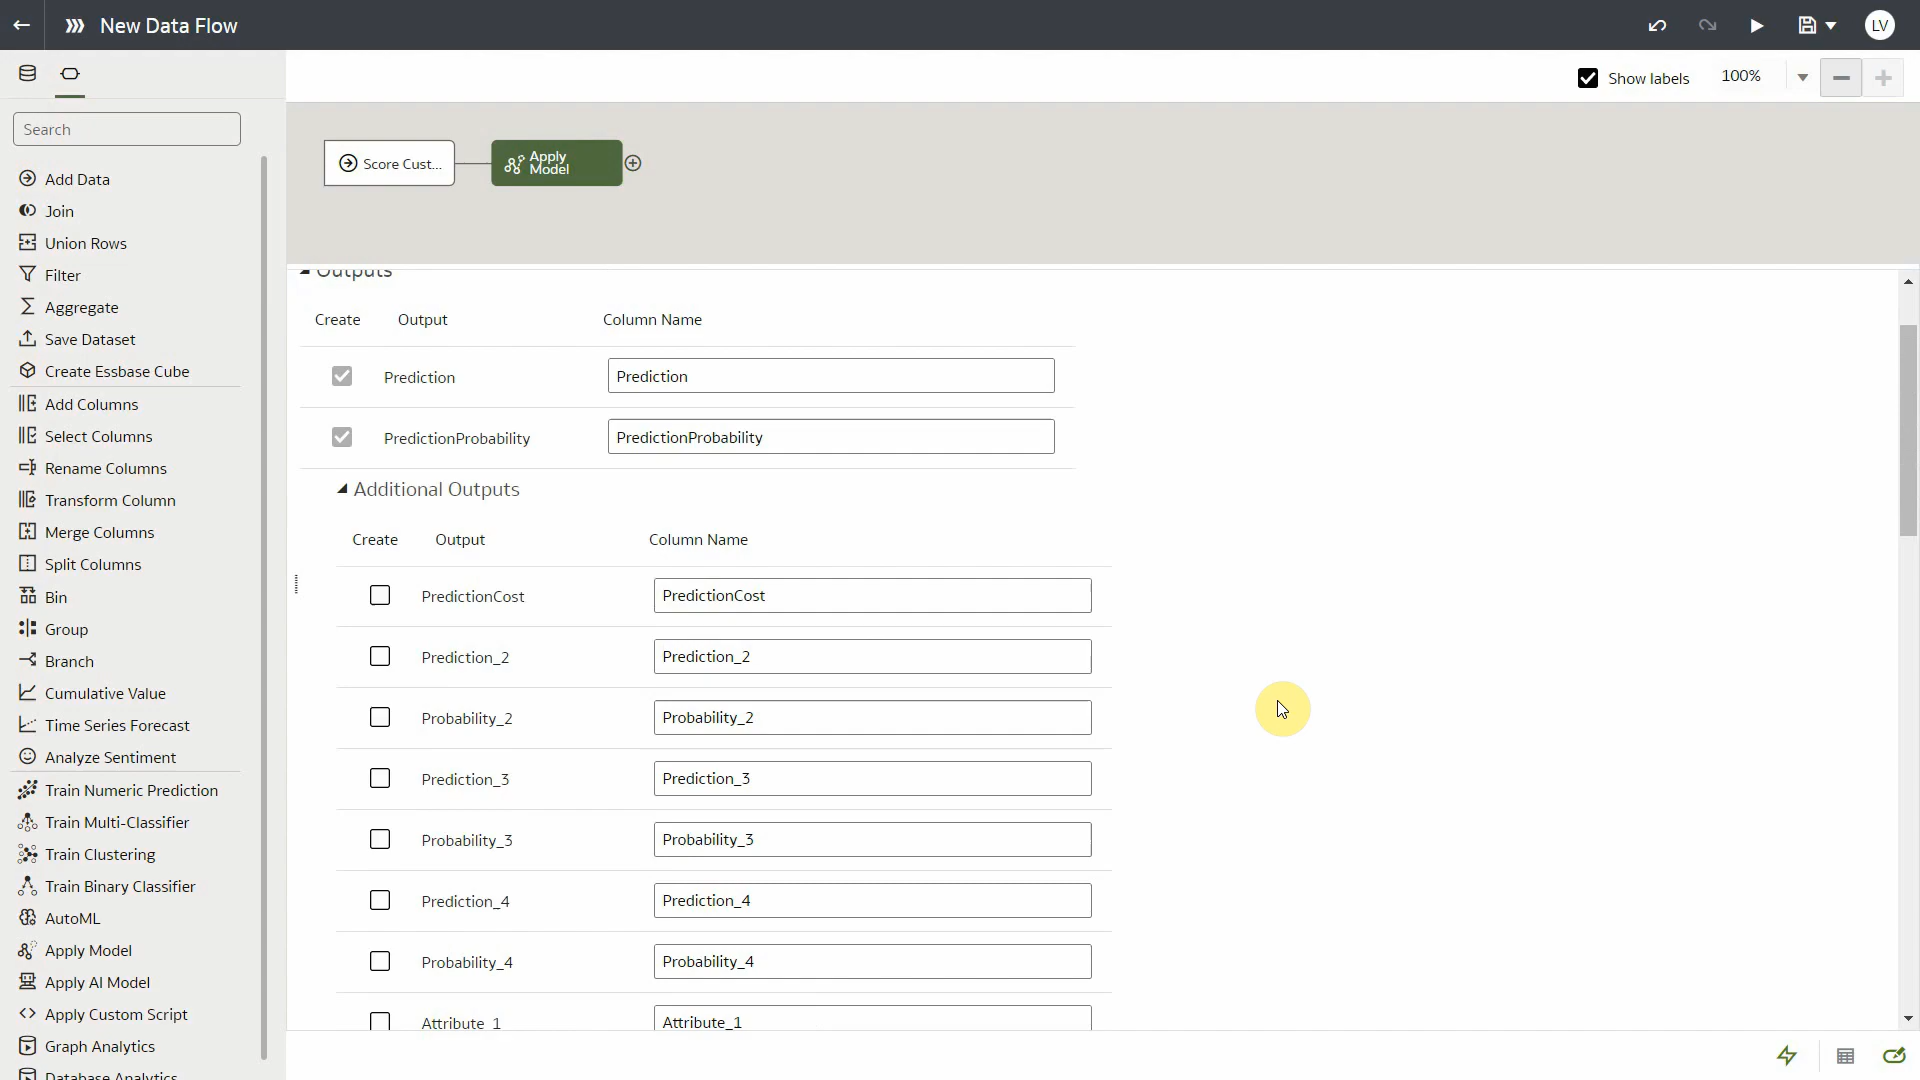 New Data Flow
LV
Show labels
100%
Search
Add Data
Join
Union Rows
Filter
Aggregate
Save Dataset
Create Essbase Cube
Add Columns
Select Columns
Rename Columns
Transform Column
Merge Columns
Split Columns
Bin
Group
Branch
Cumulative Value
Time Series Forecast
Analyze Sentiment
Train Numeric Prediction
Train Multi-Classifier
Train Clustering
Train Binary Classifier
AutoML
Apply Model
Apply AI Model
Apply Custom Script
Graph Analytics
Database Analytics
Score Cust...
Apply
Model
Outputs
Create Output Column Name
Prediction Prediction
PredictionProbability PredictionProbability
Additional Outputs
Create Output Column Name
PredictionCost PredictionCost
Prediction_2 Prediction_2
Probability_2 Probability_2
Prediction_3 Prediction_3
Probability_3 Probability_3
Prediction_4 Prediction_4
Probability_4 Probability_4
Attribute_1 Attribute_1